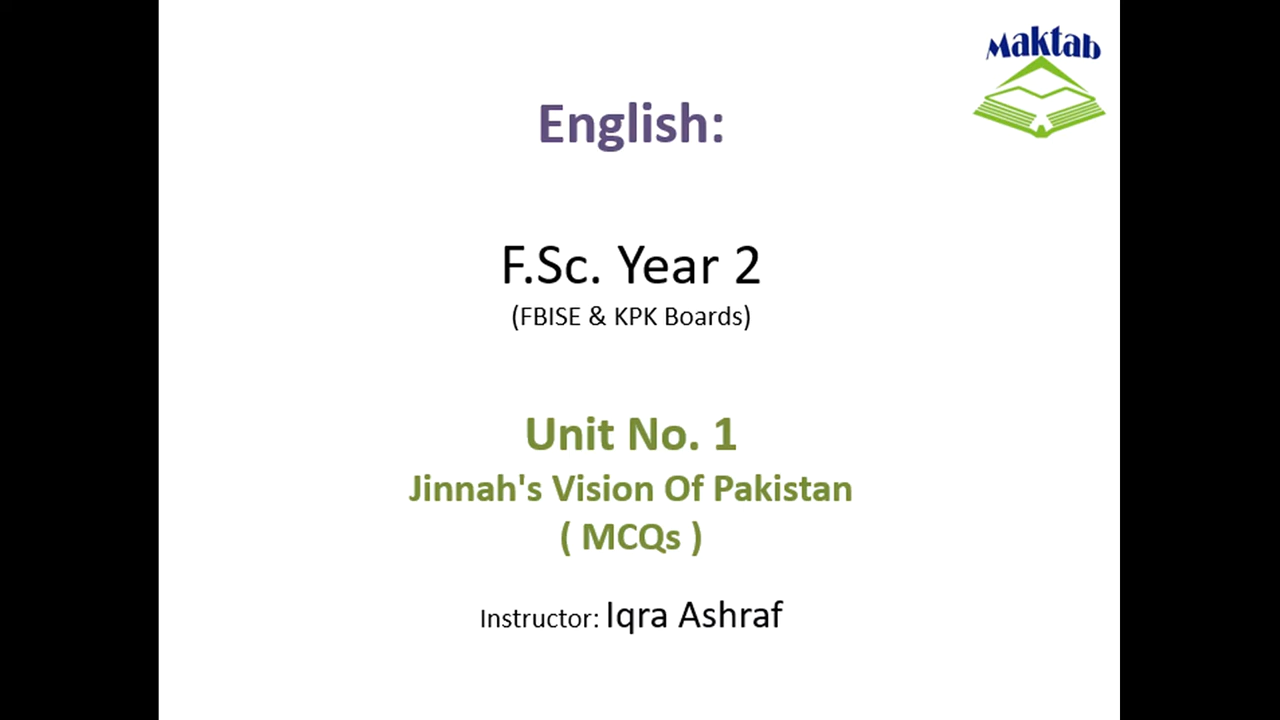 Maktab
English:
F.Sc. Year 2
(FBISE & KPK Boards)
Unit No. 1
Jinnah's Vision Of Pakistan
( MCQs )
Instructor: Iqra Ashraf